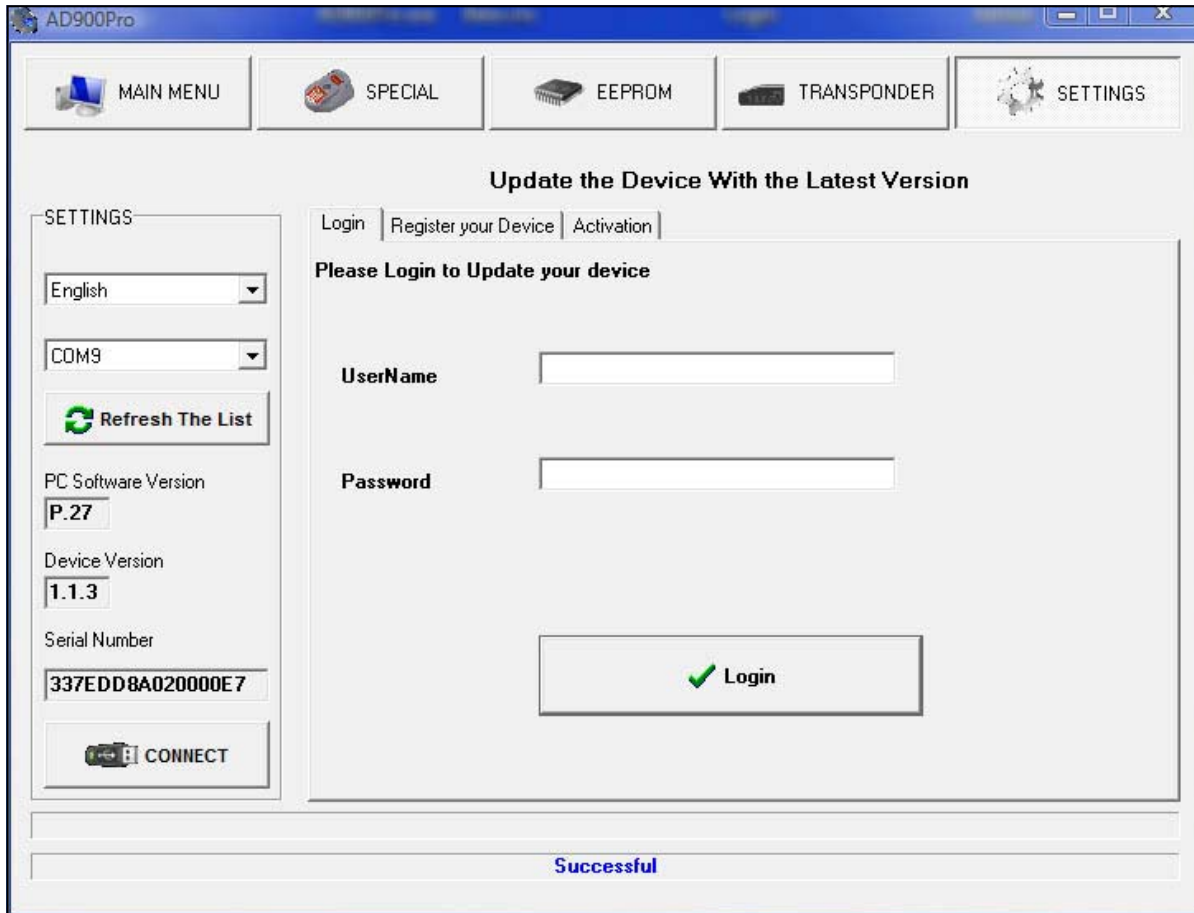 AD900Pro
MAIN MENU
SPECIAL
EEPROM
TRANSPONDER
SETTINGS
Update the Device With the Latest Version
SETTINGS
English
COM9
Refresh The List
PC Software Version
P.27
Device Version
1.1.3
Serial Number
337EDD8A020000E7
CONNECT
Login
Register your Device
Activation
Please Login to Update your device
UserName
Password
Login
Successful